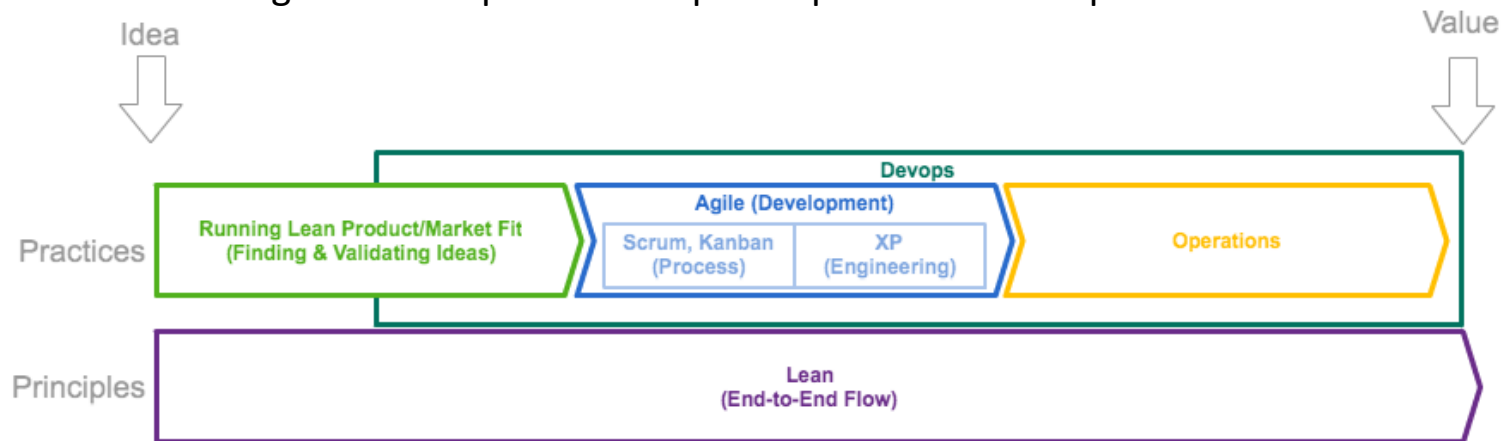 Idea
Value
Devops
Running Lean Product/Market Fit
(Finding & Validating Ideas)
Agile (Development)
Scrum, Kanban
(Process)
XP
(Engineering)
Operations
Practices
Lean
(End-to-End Flow)
Principles